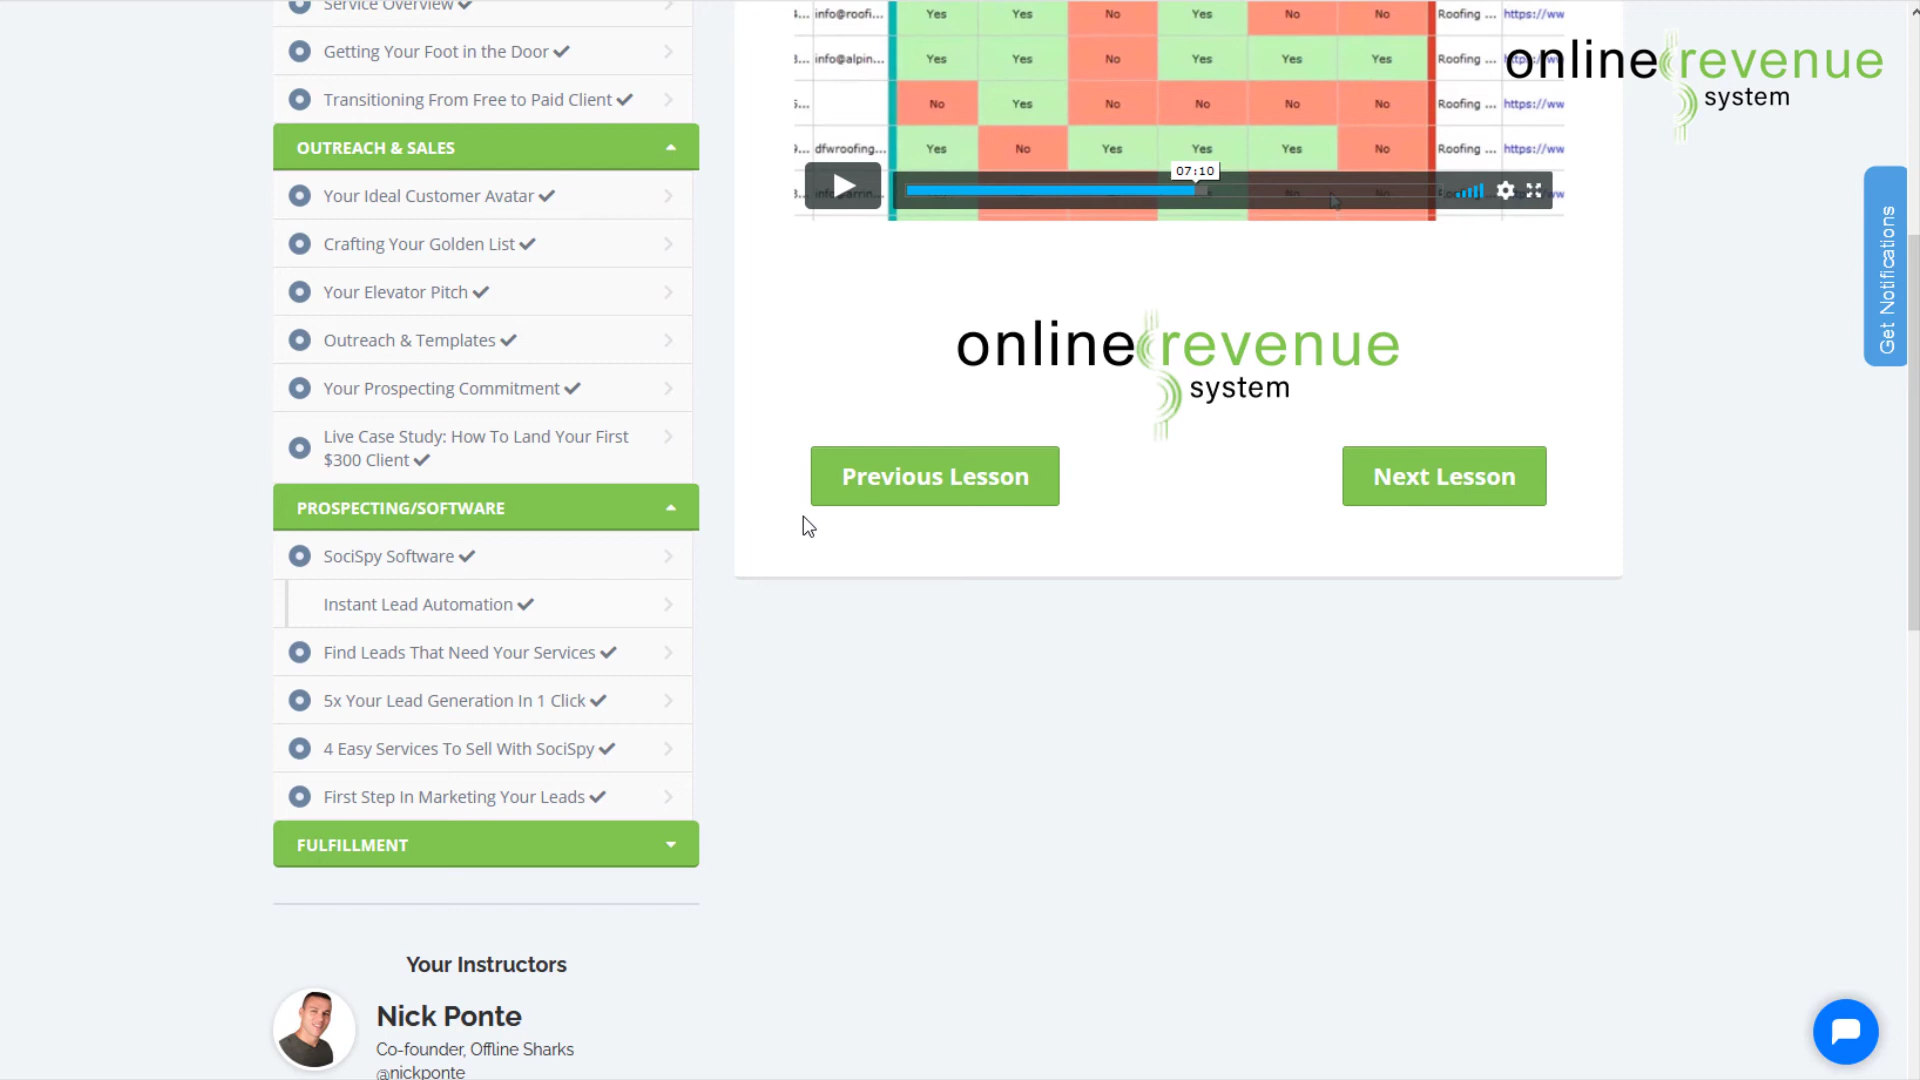 Service Overview
Getting Your Foot in the Door
Transitioning From Free to Paid Client
OUTREACH & SALES
Your Ideal Customer Avatar
Crafting Your Golden List
Your Elevator Pitch
Outreach & Templates
Your Prospecting Commitment
Live Case Study: How To Land Your First
$300 Client
PROSPECTING/SOFTWARE
SociSpy Software
Instant Lead Automation
Find Leads That Need Your Services
5x Your Lead Generation In 1 Click
4 Easy Services To Sell With SociSpy
First Step In Marketing Your Leads
FULFILLMENT
Your Instructors
Nick Ponte
Co-founder, Offline Sharks
@nickponte
info@roofi... Yes Yes No Yes No No Roofing ... https://ww
info@alpin... Yes Yes No Yes Yes Yes Roofing ...
No Yes No No No No Roofing ... https://ww
dfwroofing... Yes No Yes Yes Yes No Roofing ... https://ww
07:10
online revenue
system
Previous Lesson
Next Lesson
online revenue
system
Get Notifications